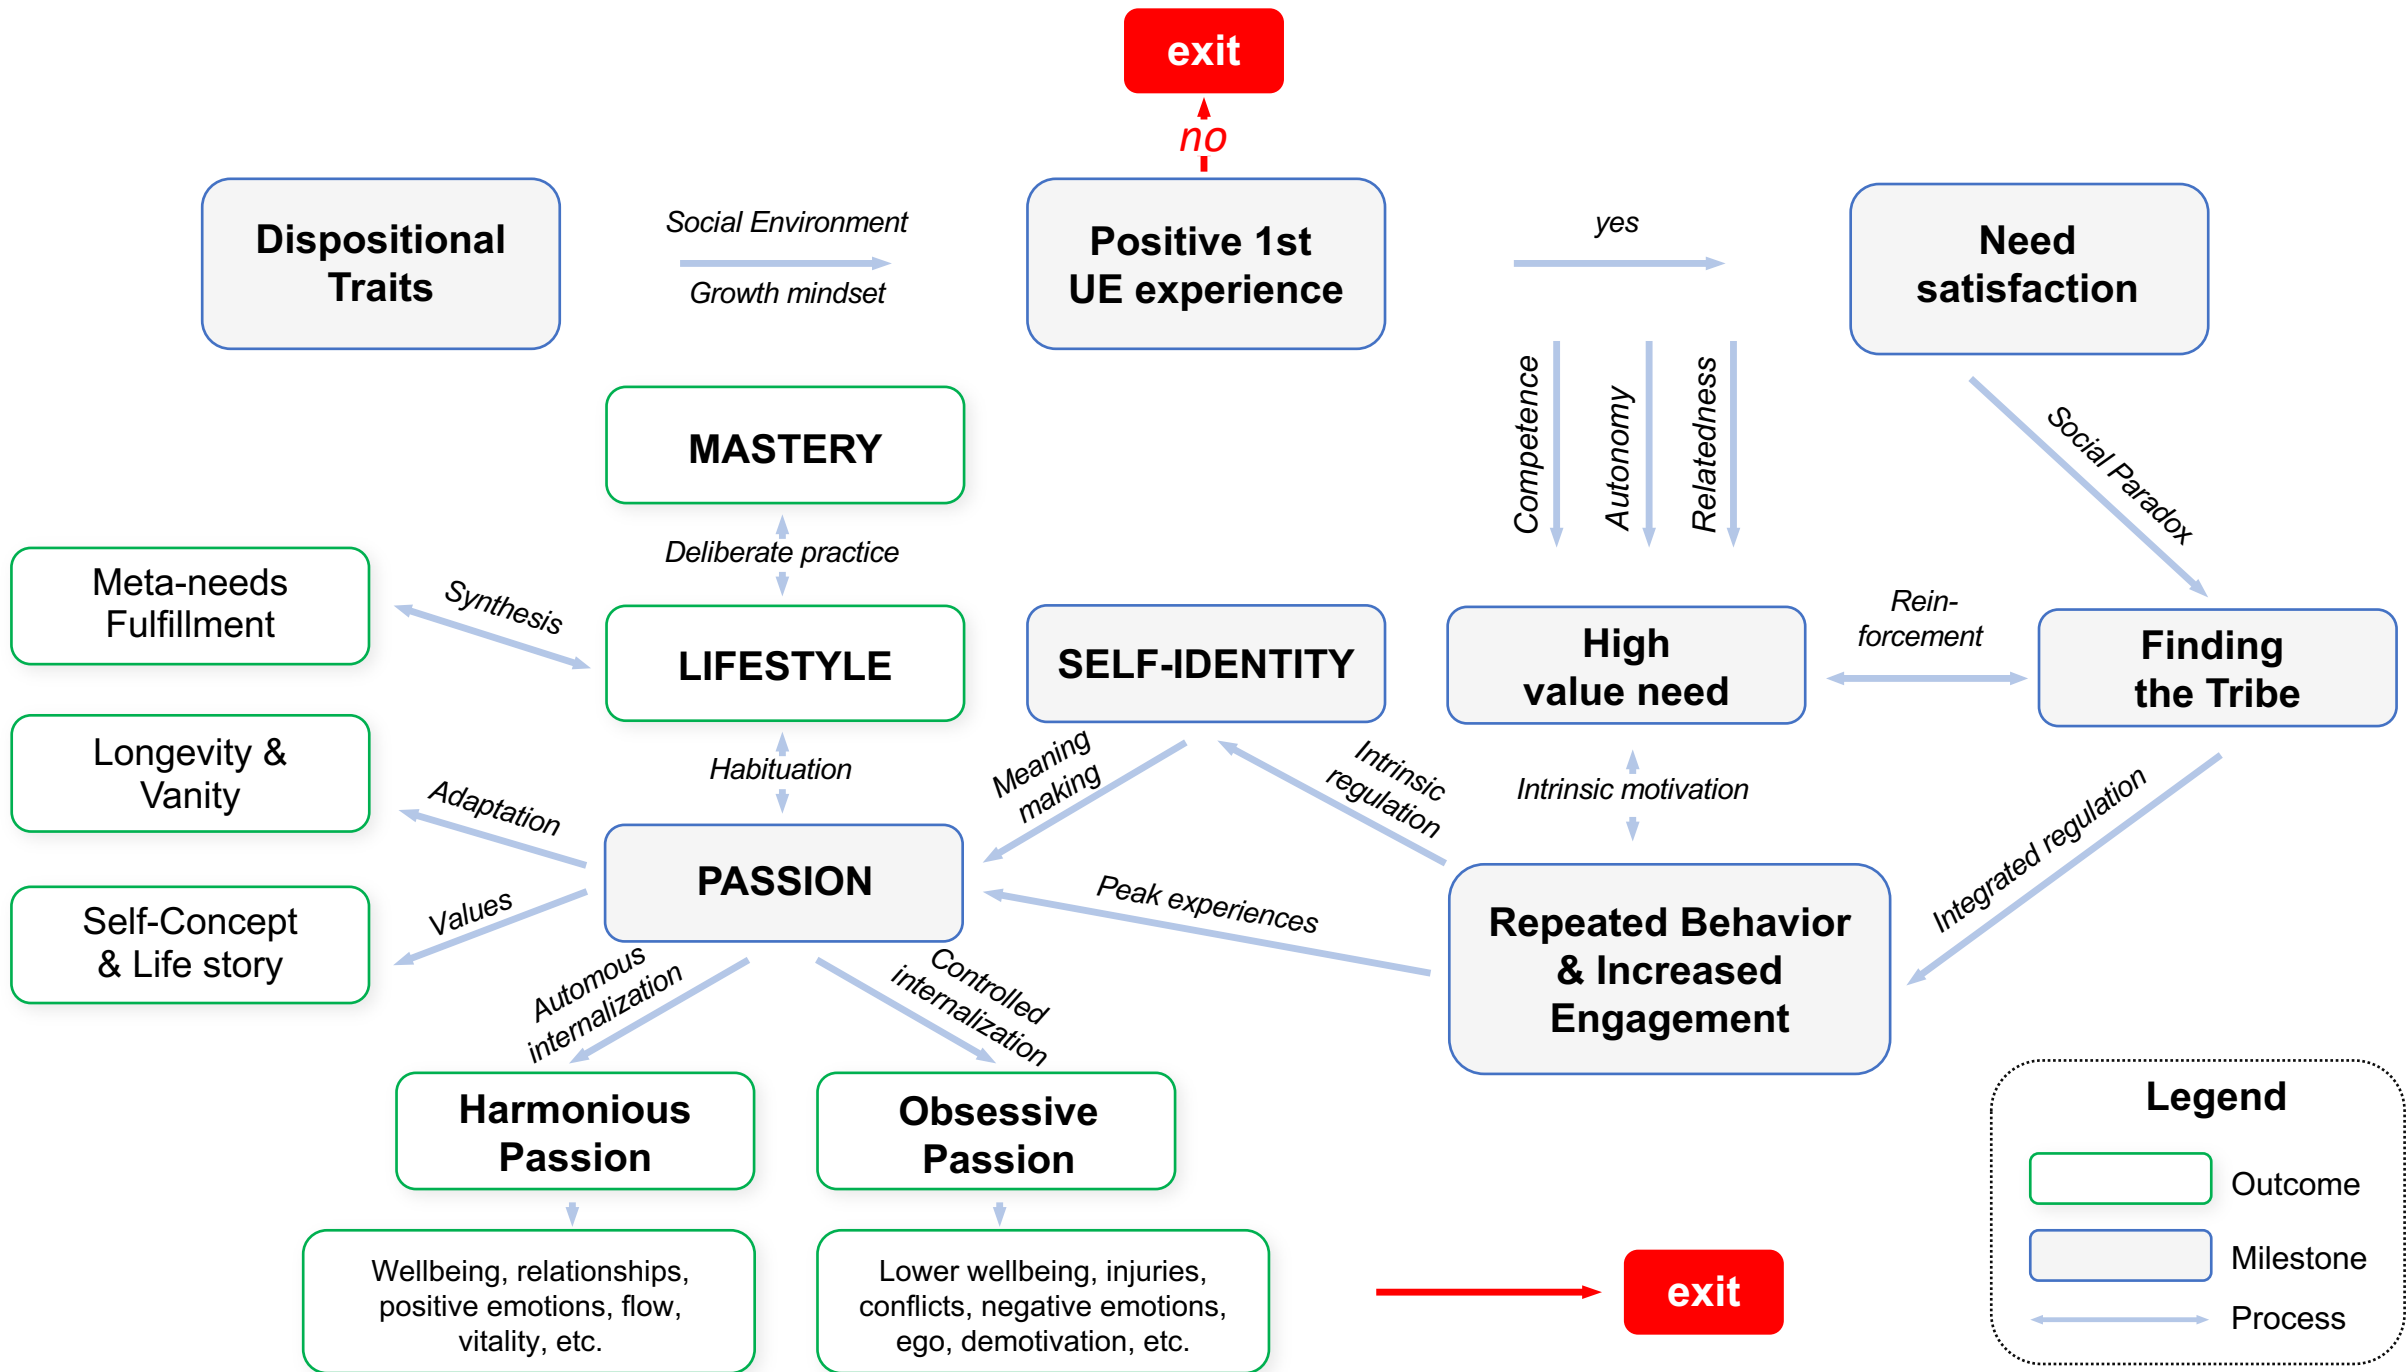 exit
no
Dispositional
Traits
Social Environment
Growth mindset
Positive 1st
UE experience
yes
Need
satisfaction
Competence
Autonomy
Relatedness
Social Paradox
MASTERY
Deliberate practice
Meta-needs
Fulfillment
Synthesis
LIFESTYLE
SELF-IDENTITY
High
value need
Rein-
forcement
Finding
the Tribe
Longevity &
Vanity
Adaptation
Habituation
Meaning
making
Intrinsic
regulation
Intrinsic motivation
Integrated regulation
PASSION
Peak experiences
Repeated Behavior
& Increased
Engagement
Self-Concept
& Life story
Values
Automous
internalization
Controlled
internalization
Harmonious
Passion
Obsessive
Passion
Wellbeing, relationships,
positive emotions, flow,
vitality, etc.
Lower wellbeing, injuries,
conflicts, negative emotions,
ego, demotivation, etc.
exit
Legend
Outcome
Milestone
Process